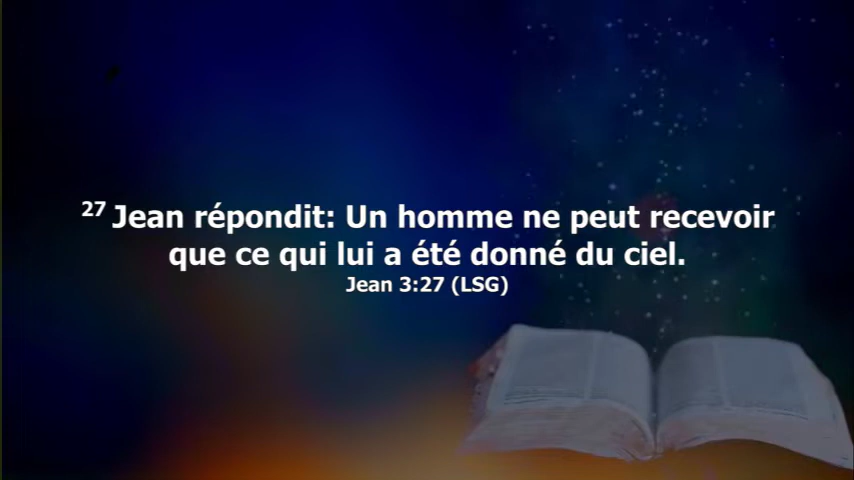 27 Jean répondit: Un homme ne peut recevoir
que ce qui lui a été donné du ciel.
Jean 3:27 (LSG)